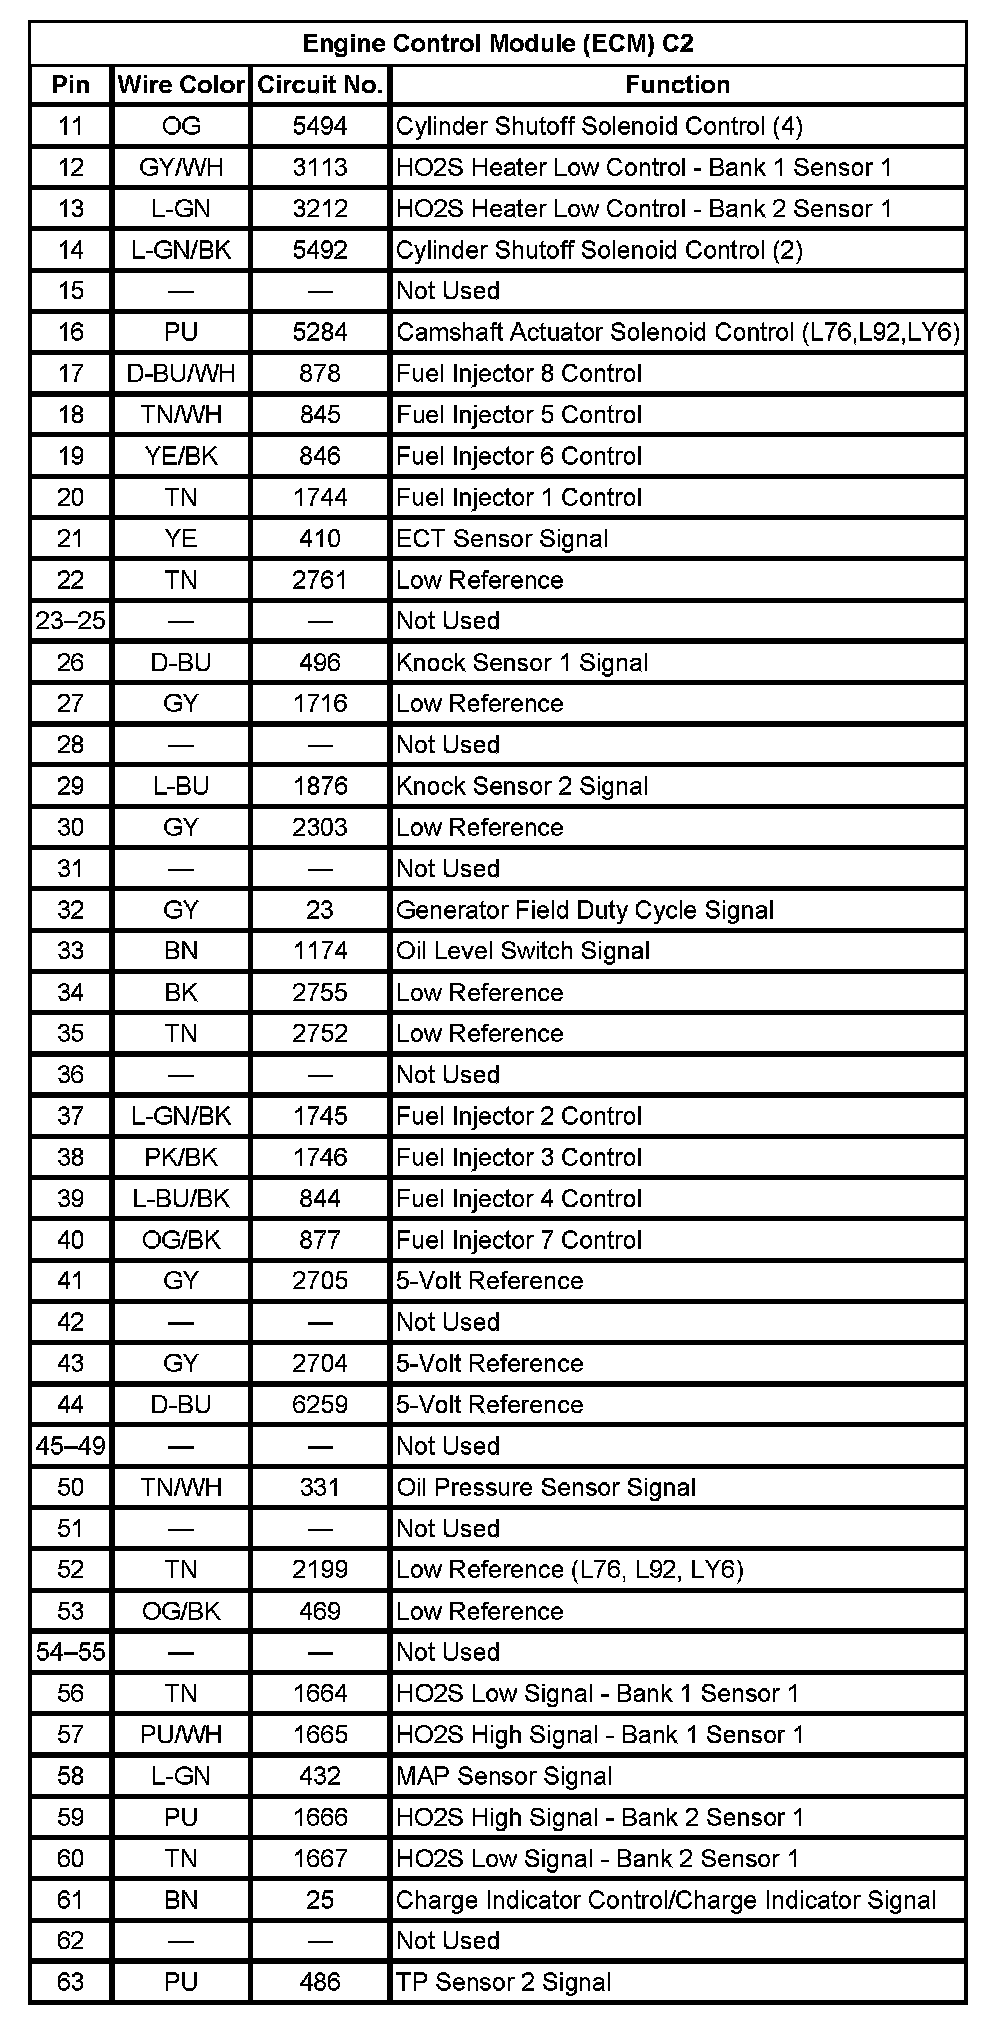 Engine Control Module (ECM) C2
Pin Wire Color Circuit No. Function
11 OG 5494 Cylinder Shutoff Solenoid Control (4)
12 GY/WH 3113 HO2S Heater Low Control - Bank 1 Sensor 1
13 L-GN 3212 HO2S Heater Low Control - Bank 2 Sensor 1
14 L-GN/BK 5492 Cylinder Shutoff Solenoid Control (2)
15 — — Not Used
16 PU 5284 Camshaft Actuator Solenoid Control (L76,L92,LY6)
17 D-BU/WH 878 Fuel Injector 8 Control
18 TN/WH 845 Fuel Injector 5 Control
19 YE/BK 846 Fuel Injector 6 Control
20 TN 1744 Fuel Injector 1 Control
21 YE 410 ECT Sensor Signal
22 TN 2761 Low Reference
23–25 — — Not Used
26 D-BU 496 Knock Sensor 1 Signal
27 GY 1716 Low Reference
28 — — Not Used
29 L-BU 1876 Knock Sensor 2 Signal
30 GY 2303 Low Reference
31 — — Not Used
32 GY 23 Generator Field Duty Cycle Signal
33 BN 1174 Oil Level Switch Signal
34 BK 2755 Low Reference
35 TN 2752 Low Reference
36 — — Not Used
37 L-GN/BK 1745 Fuel Injector 2 Control
38 PK/BK 1746 Fuel Injector 3 Control
39 L-BU/BK 844 Fuel Injector 4 Control
40 OG/BK 877 Fuel Injector 7 Control
41 GY 2705 5-Volt Reference
42 — — Not Used
43 GY 2704 5-Volt Reference
44 D-BU 6259 5-Volt Reference
45–49 — — Not Used
50 TN/WH 331 Oil Pressure Sensor Signal
51 — — Not Used
52 TN 2199 Low Reference (L76, L92, LY6)
53 OG/BK 469 Low Reference
54–55 — — Not Used
56 TN 1664 HO2S Low Signal - Bank 1 Sensor 1
57 PU/WH 1665 HO2S High Signal - Bank 1 Sensor 1
58 L-GN 432 MAP Sensor Signal
59 PU 1666 HO2S High Signal - Bank 2 Sensor 1
60 TN 1667 HO2S Low Signal - Bank 2 Sensor 1
61 BN 25 Charge Indicator Control/Charge Indicator Signal
62 — — Not Used
63 PU 486 TP Sensor 2 Signal